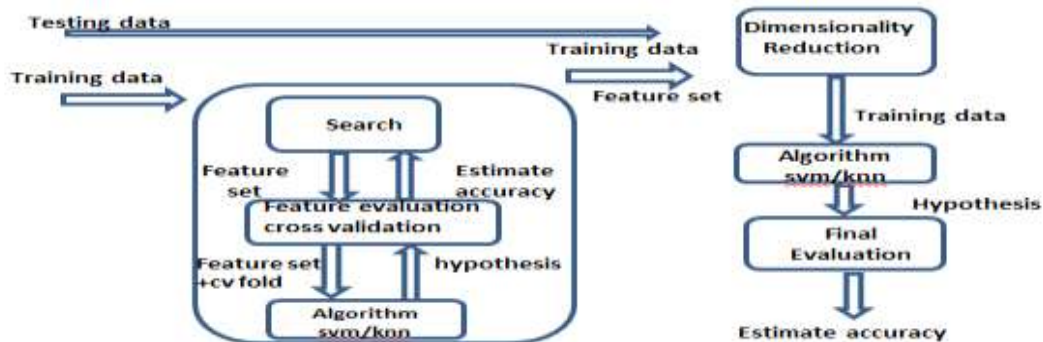 Testing data
Training data
Search
Feature
set
Estimate
accuracy
Feature evaluation
cross validation
Feature set
+cv fold
hypothesis
Algorithm
svm/knn
Training data
Feature set
Dimensionality
Reduction
Training data
Algorithm
svm/knn
Hypothesis
Final
Evaluation
Estimate accuracy